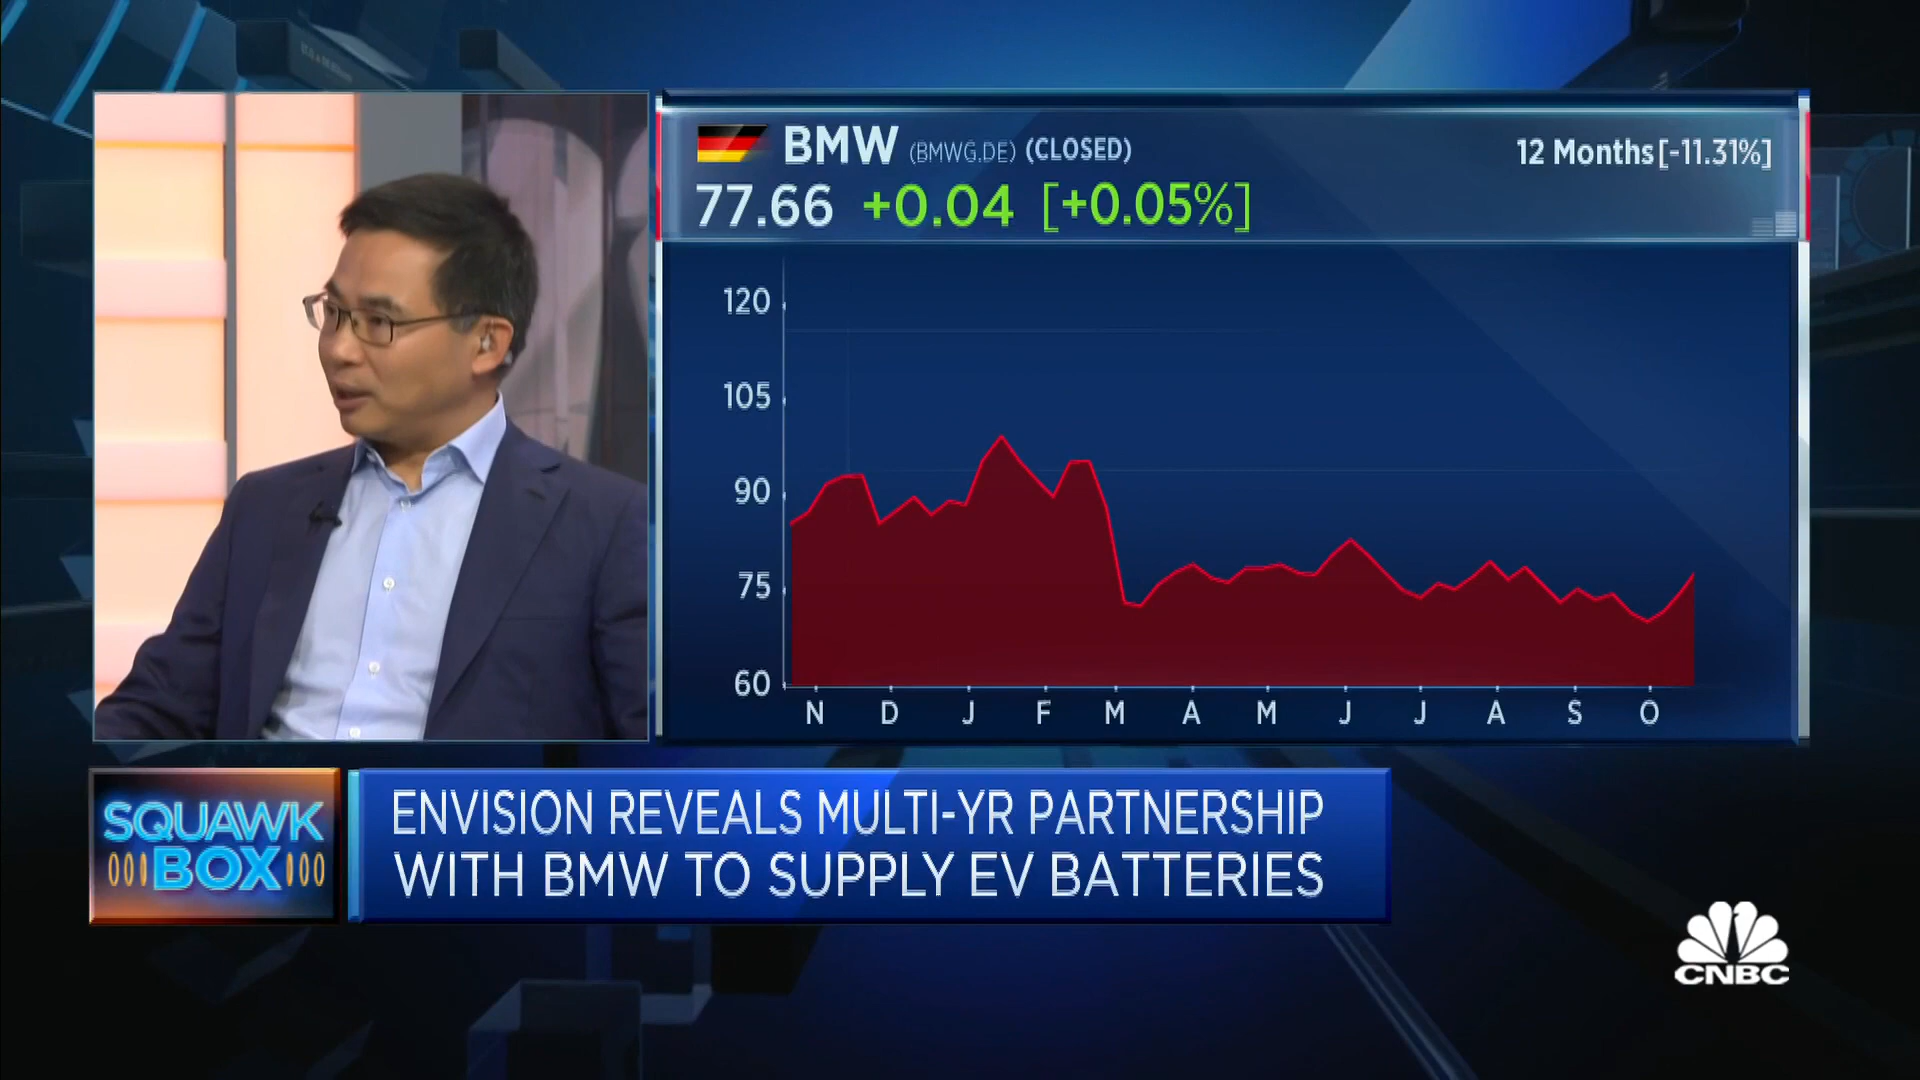 BMW (BMWG.DE) (CLOSED)
12 Months [-11.31%]
77.66 +0.04 [+0.05%]
120
105
90
75
60
N D J F M A M J J A S O
SQUAWK
BOX
ENVISION REVEALS MULTI-YR PARTNERSHIP
WITH BMW TO SUPPLY EV BATTERIES
CNBC